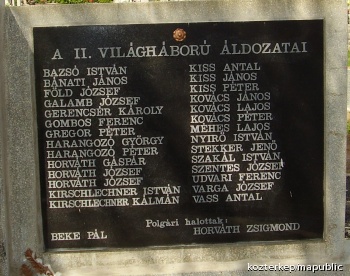 A II. VILÁGHÁBORÚ ÁLDOZATAI
BAZSÓ ISTVÁN
BÁNATI JÁNOS
FÖLD JÓZSEF
GALAMB JÓZSEF
GERENCSÉR KÁROLY
GOMBOS FERENC
GREGOR PÉTER
HARANGOZÓ GYÖRGY
HARANGOZÓ PÉTER
HORVÁTH GÁSPÁR
HORVÁTH JÓZSEF
HORVÁTH JÓZSEF
KIRSCHLECHNER ISTVÁN
KIRSCHLECHNER KÁLMÁN
KISS ANTAL
KISS JÁNOS
KISS PÉTER
KOVÁCS JÁNOS
KOVÁCS LAJOS
KOVÁCS PÉTER
MÉHES LAJOS
NYIRŐ ISTVÁN
STEKKER JENŐ
SZAKÁL ISTVÁN
SZENTES JÓZSEF
UDVARI FERENC
VARGA JÓZSEF
VASS ANTAL
Polgári halottak:
BEKE PÁL HORVÁTH ZSIGMOND
kozterkep.mapublic